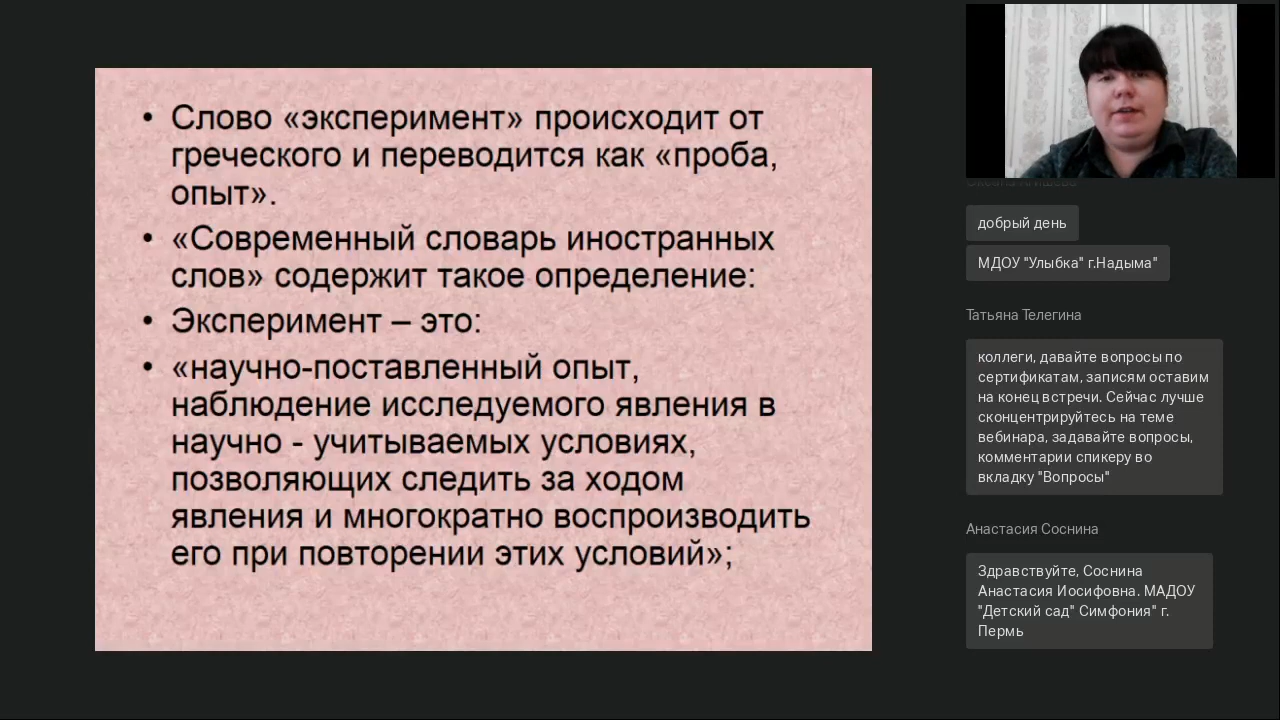 • Слово «эксперимент» происходит от
греческого и переводится как «проба,
опыт».
• «Современный словарь иностранных
слов» содержит такое определение:
• Эксперимент – это:
• «научно-поставленный опыт,
наблюдение исследуемого явления в
научно - учитываемых условиях,
позволяющих следить за ходом
явления и многократно воспроизводить
его при повторении этих условий»;
добрый день
МДОУ "Улыбка" г.Надыма"
Татьяна Телегина
коллеги, давайте вопросы по
сертификатам, записям оставим
на конец встречи. Сейчас лучше
сконцентрируйтесь на теме
вебинара, задавайте вопросы,
комментарии спикеру во
вкладку "Вопросы"
Анастасия Соснина
Здравствуйте, Соснина
Анастасия Иосифовна. МАДОУ
"Детский сад" Симфония" г.
Пермь